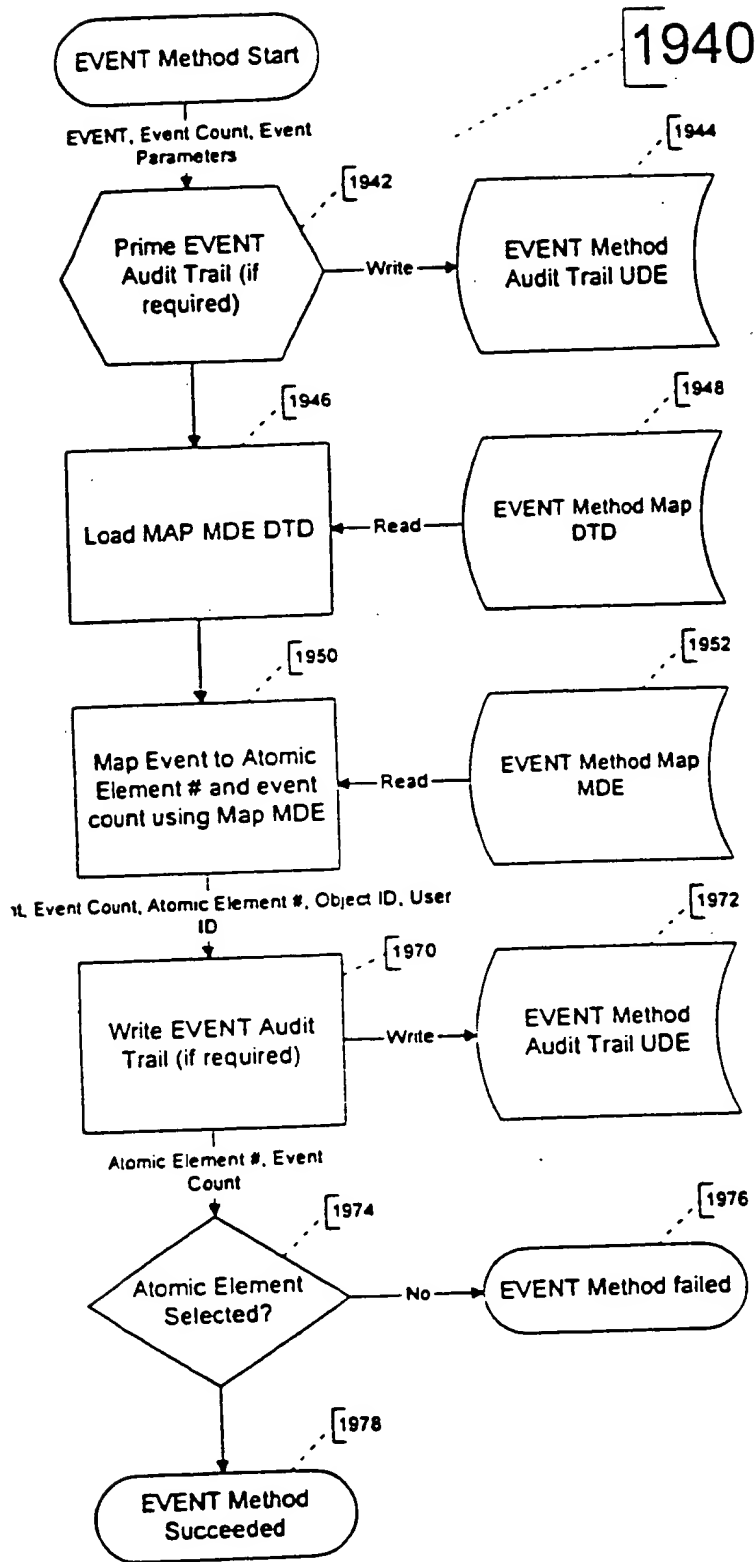 1940
EVENT Method Start
EVENT, Event Count, Event
Parameters
1942
1944
Prime EVENT
Audit Trail (if
required)
Write
EVENT Method
Audit Trail UDE
1946
1948
Load MAP MDE DTD
Read
EVENT Method Map
DTD
1950
1952
Map Event to Atomic
Element # and event
count using Map MDE
Read
EVENT Method Map
MDE
Event Count, Atomic Element #, Object ID, User
ID
1970
1972
Write EVENT Audit
Trail (if required)
Write
EVENT Method
Audit Trail UDE
Atomic Element #, Event
Count
1974
1976
Atomic Element
Selected?
No
EVENT Method failed
1978
EVENT Method
Succeeded